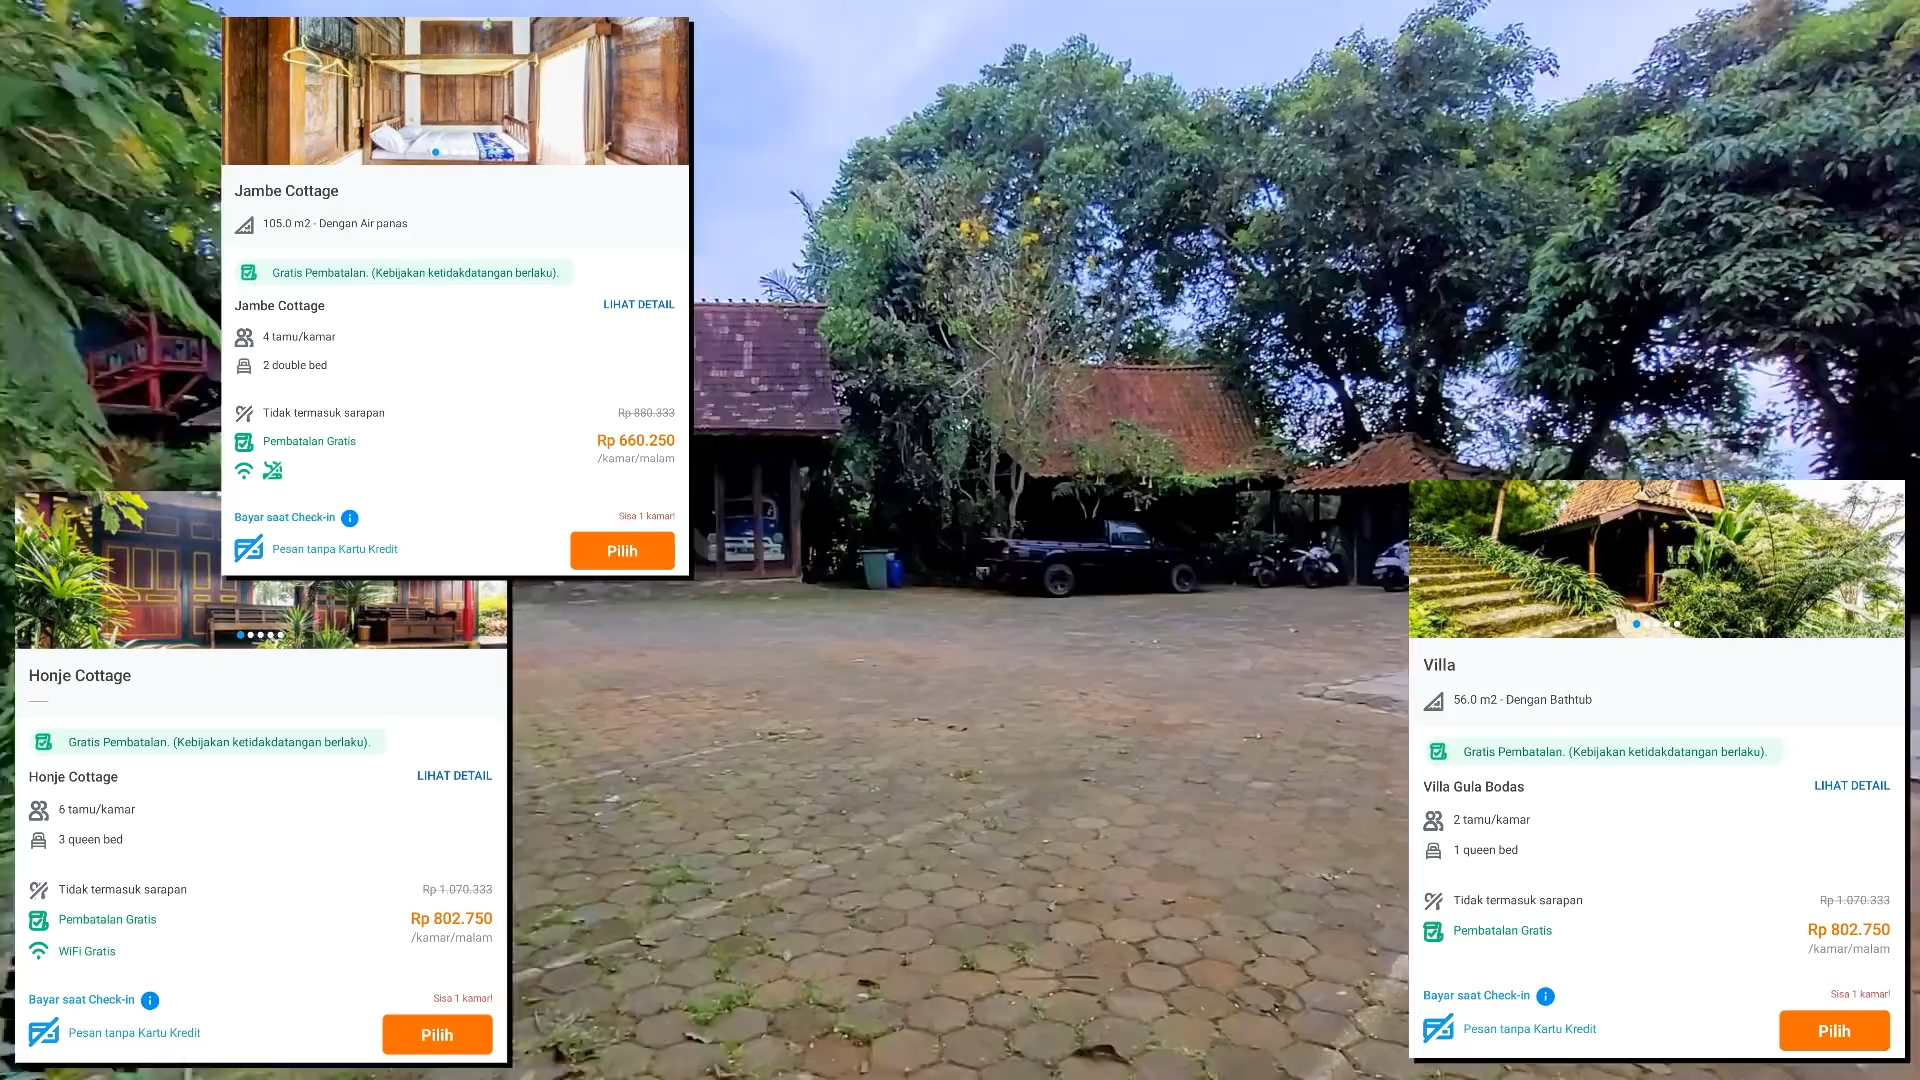 Jambe Cottage
105.0 m2 - Dengan Air panas
Gratis Pembatalan. (Kebijakan ketidakdatangan berlaku).
Jambe Cottage
LIHAT DETAIL
4 tamu/kamar
2 double bed
Tidak termasuk sarapan
Rp 880.333
Pembatalan Gratis
Rp 660.250
/kamar/malam
Bayar saat Check-in
Sisa 1 kamar!
Pesan tanpa Kartu Kredit
Pilih
Honje Cottage
Gratis Pembatalan. (Kebijakan ketidakdatangan berlaku).
Honje Cottage
LIHAT DETAIL
6 tamu/kamar
3 queen bed
Tidak termasuk sarapan
Rp 1.070.333
Pembatalan Gratis
Rp 802.750
/kamar/malam
WiFi Gratis
Bayar saat Check-in
Sisa 1 kamar!
Pesan tanpa Kartu Kredit
Pilih
Villa
56.0 m2 - Dengan Bathtub
Gratis Pembatalan. (Kebijakan ketidakdatangan berlaku).
Villa Gula Bodas
LIHAT DETAIL
2 tamu/kamar
1 queen bed
Tidak termasuk sarapan
Rp 1.070.333
Pembatalan Gratis
Rp 802.750
/kamar/malam
Bayar saat Check-in
Sisa 1 kamar!
Pesan tanpa Kartu Kredit
Pilih